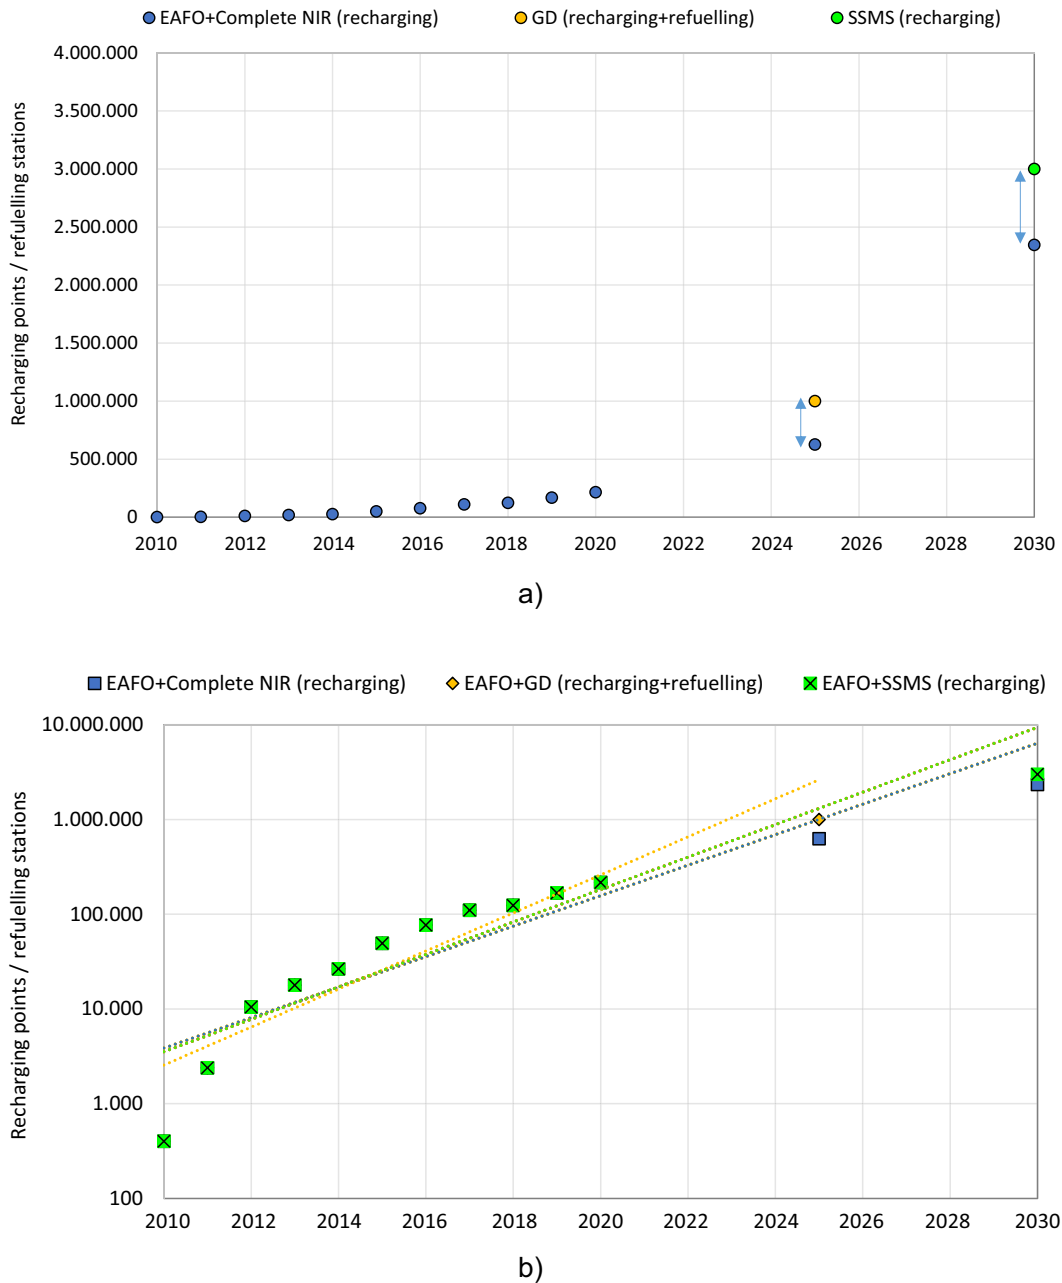 EAFO+Complete NIR (recharging) GD (recharging+refuelling) SSMS (recharging)
4.000.000
3.500.000
3.000.000
2.500.000
2.000.000
1.500.000
1.000.000
500.000
0
Recharging points / refulelling stations
2010 2012 2014 2016 2018 2020 2022 2024 2026 2028 2030
a)
EAFO+Complete NIR (recharging) EAFO+GD (recharging+refuelling) EAFO+SSMS (recharging)
10.000.000
1.000.000
100.000
10.000
1.000
100
Recharging points / refuelling stations
2010 2012 2014 2016 2018 2020 2022 2024 2026 2028 2030
b)